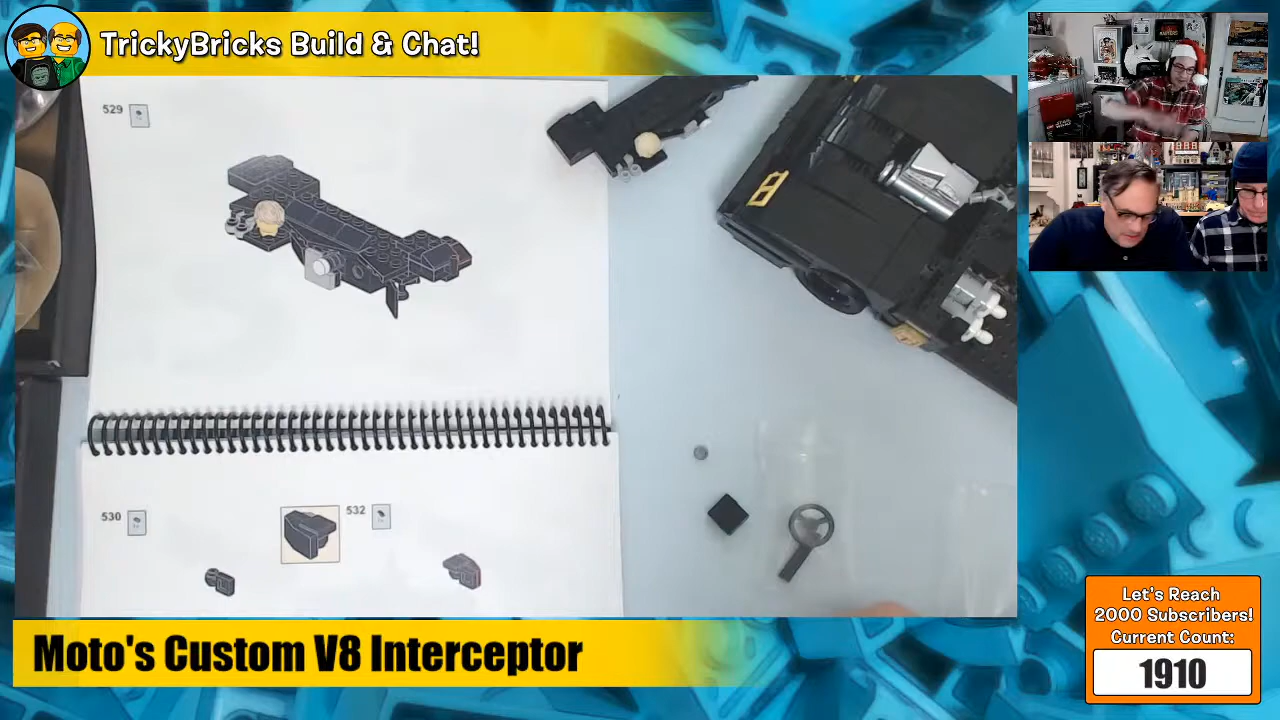 TrickyBricks Build & Chat!
529
530
532
Moto's Custom V8 Interceptor
Let's Reach
2000 Subscribers!
Current Count:
1910